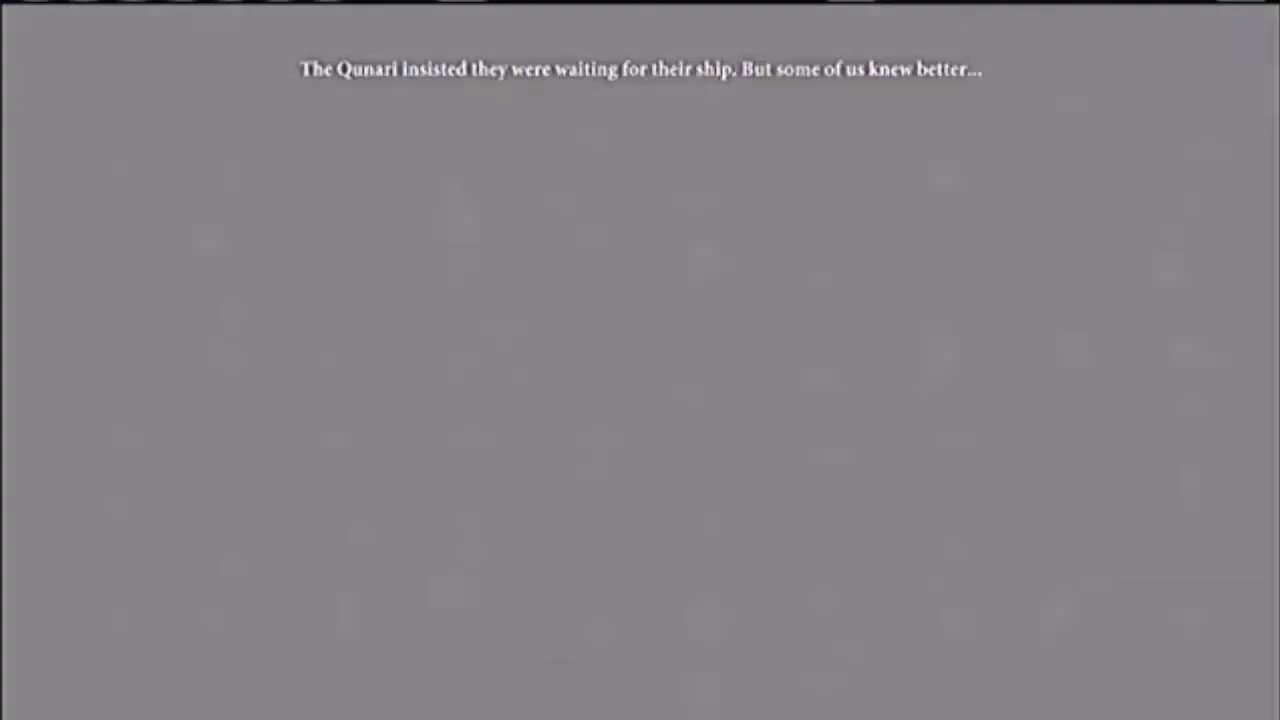 The Qunari insisted they were waiting for their ship. But some of us knew better...